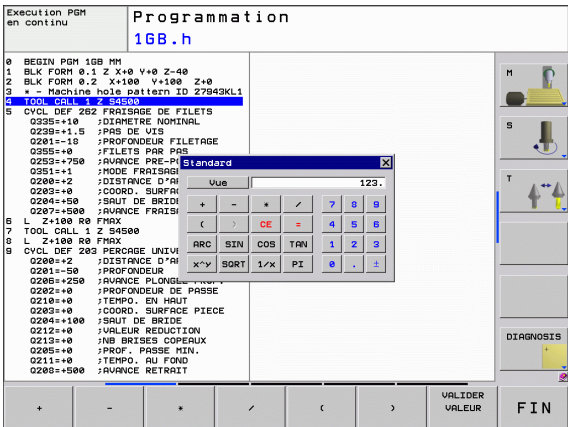 Execution PGM
en continu
Programmation
1GB.h
0 BEGIN PGM 1GB MM
1 BLK FORM 0.1 Z X+0 Y+0 Z-40
2 BLK FORM 0.2 X+100 Y+100 Z+0
3 * - Machine hole pattern ID 27943KL1
4 TOOL CALL 1 Z S4500
5 CYCL DEF 262 FRAISAGE DE FILETS
Q335=+10 ;DIAMETRE NOMINAL
Q239=+1.5 ;PAS DE VIS
Q201=-18 ;PROFONDEUR FILETAGE
Q355=+0 ;FILETS PAR PAS
Q253=+750 ;AVANCE PRE-PO
Q351=+1 ;MODE FRAISAG
Q200=+2 ;DISTANCE D'AP
Q203=+0 ;COORD. SURFA
Q204=+50 ;SAUT DE BRIDE
Q207=+500 ;AVANCE FRAISA
6 L Z+100 R0 FMAX
7 TOOL CALL 1 Z S4500
8 L Z+100 R0 FMAX
9 CYCL DEF 203 PERCAGE UNIVE
Q200=+2 ;DISTANCE D'AP
Q201=-50 ;PROFONDEUR
Q206=+250 ;AVANCE PLONGEE PROF.
Q202=+0 ;PROFONDEUR DE PASSE
Q210=+0 ;TEMPO. EN HAUT
Q203=+0 ;COORD. SURFACE PIECE
Q204=+100 ;SAUT DE BRIDE
Q212=+0 ;VALEUR REDUCTION
Q213=+0 ;NB BRISES COPEAUX
Q205=+0 ;PROF. PASSE MIN.
Q211=+0 ;TEMPO. AU FOND
Q208=+500 ;AVANCE RETRAIT
Standard X
Vue 123.
+ - * / 7 8 9
( ) CE = 4 5 6
ARC SIN COS TAN 1 2 3
X^Y SQRT 1/X PI 0 . ±
M
S
T
DIAGNOSIS
+ - * / ( ) VALIDER VALEUR FIN